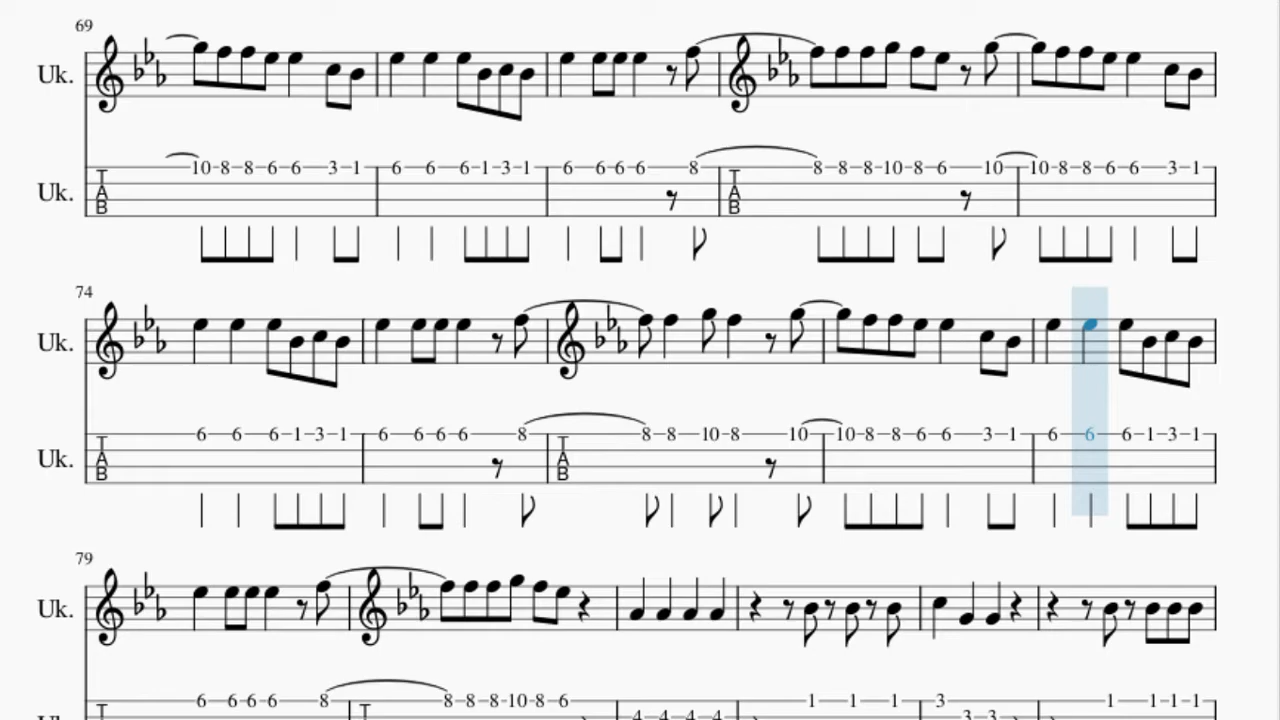 69
Uk.
10 8 8 6 6 3 1 6 6 6 1 3 1 6 6 6 6 8 8 8 8 10 8 6 10 10 8 8 6 6 3 1
Uk.
TAB TAB
74
Uk.
6 6 6 1 3 1 6 6 6 6 8 8 8 10 8 10 10 8 8 6 6 3 1 6 6 6 1 3 1
Uk.
TAB TAB
79
Uk.
6 6 6 6 8 8 8 8 10 8 6 1 1 1 3 1 1 1 1
4 4 4 4 3 3